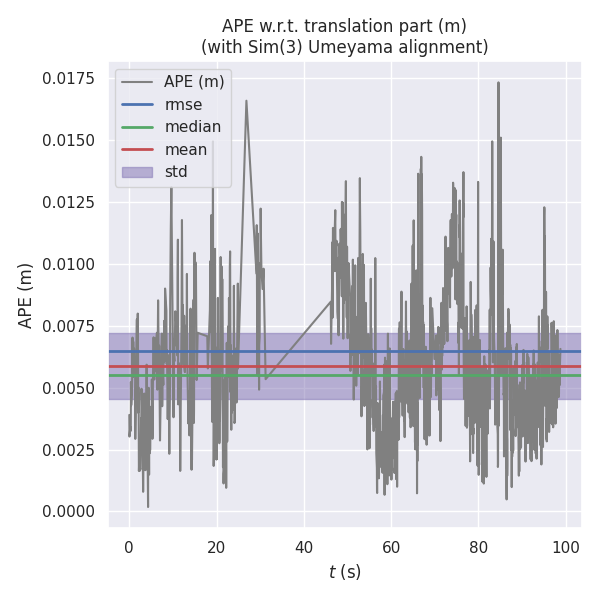 APE w.r.t. translation part (m)
(with Sim(3) Umeyama alignment)
APE (m)
rmse
median
mean
std
APE (m)
0.0175
0.0150
0.0125
0.0100
0.0075
0.0050
0.0025
0.0000
0 20 40 60 80 100
t (s)